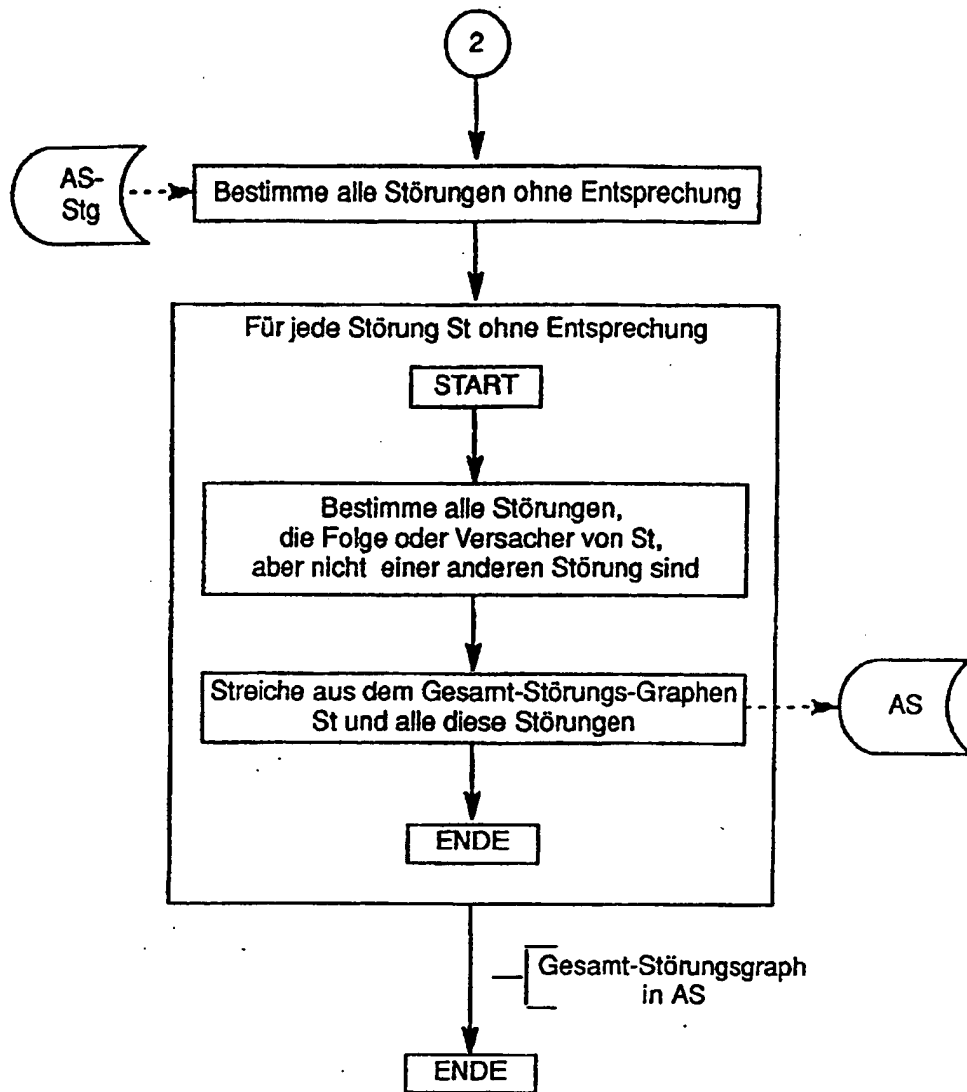 2
AS-
Stg
Bestimme alle Störungen ohne Entsprechung
Für jede Störung St ohne Entsprechung
START
Bestimme alle Störungen,
die Folge oder Versacher von St,
aber nicht einer anderen Störung sind
Streiche aus dem Gesamt-Störungs-Graphen
St und alle diese Störungen
AS
ENDE
Gesamt-Störungsgraph
in AS
ENDE